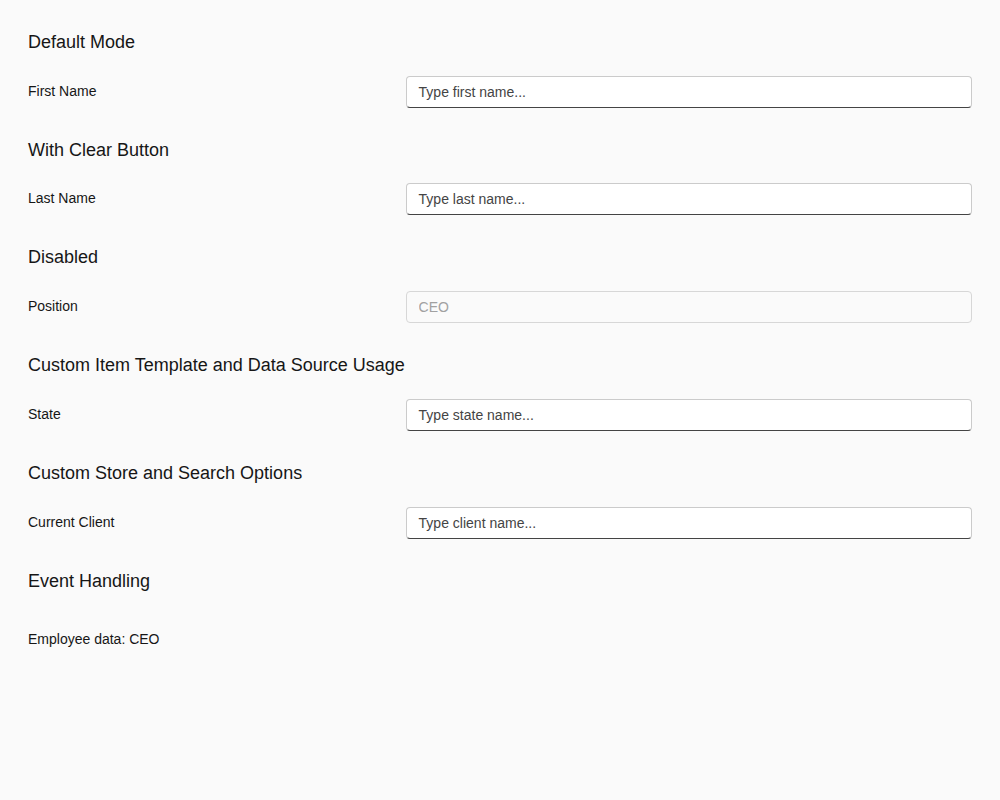 Default Mode
First Name
Type first name...
With Clear Button
Last Name
Type last name...
Disabled
Position
CEO
Custom Item Template and Data Source Usage
State
Type state name...
Custom Store and Search Options
Current Client
Type client name...
Event Handling
Employee data: CEO